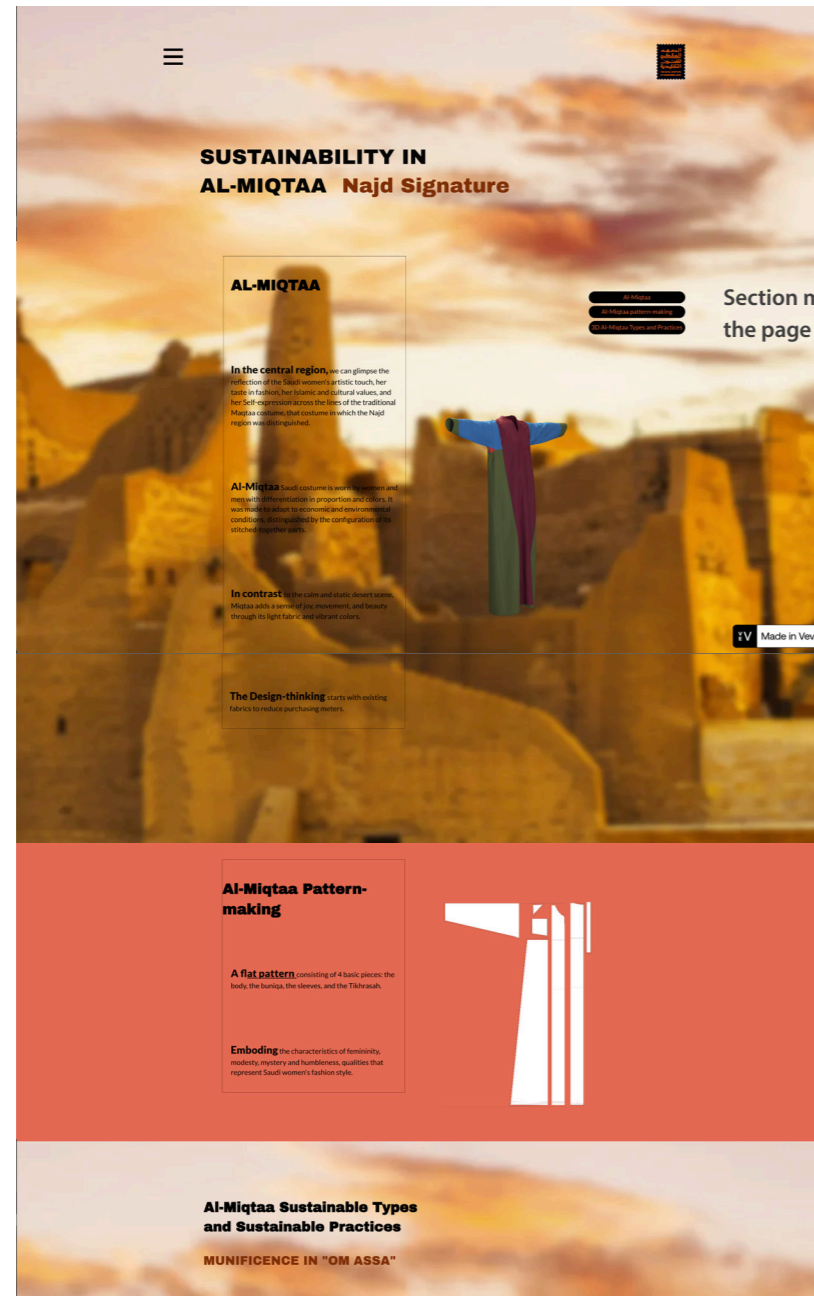 SUSTAINABILITY IN
AL-MIQTAA Najd Signature
AL-MIQTAA
In the central region, we can glimpse the
reflection of the Saudi women's artistic touch, her
taste in fashion, her Islamic and cultural values, and
her Self-expression across the lines of the traditional
Maqtaa costume, that costume in which the Najd
region was distinguished.
Al-Miqtaa Saudi costume is worn by women and
men with differentiation in proportion and colors. It
was made to adapt to economic and environmental
conditions, distinguished by the configuration of its
stitched-together parts.
In contrast to the calm and static desert scene,
Miqtaa adds a sense of joy, movement, and beauty
through its light fabric and vibrant colors.
The Design-thinking starts with existing
fabrics to reduce purchasing meters.
Al-Miqtaa
Al-Miqtaa pattern-making
3D Al-Miqtaa Types and Practices
Section
the page
Made in
Al-Miqtaa Pattern-
making
A flat pattern consisting of 4 basic pieces: the
body, the buniqa, the sleeves, and the Tikhrasah.
Emboding the characteristics of femininity,
modesty, mystery and humbleness, qualities that
represent Saudi women's fashion style.
Al-Miqtaa Sustainable Types
and Sustainable Practices
MUNIFICENCE IN "OM ASSA"